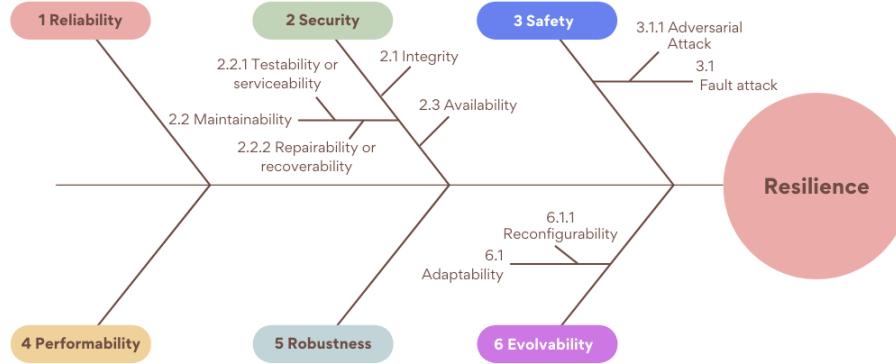 1 Reliability
2 Security
3 Safety
3.1.1 Adversarial
Attack
2.1 Integrity
2.2.1 Testability or
serviceability
3.1
Fault attack
2.3 Availability
2.2 Maintainability
2.2.2 Repairability or
recoverability
Resilience
6.1.1
Reconfigurability
6.1
Adaptability
4 Performability
5 Robustness
6 Evolvability